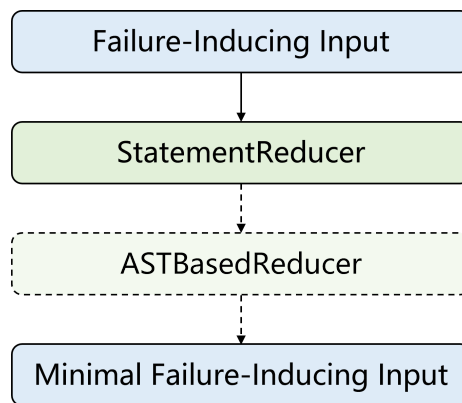 Failure-Inducing Input
StatementReducer
ASTBasedReducer
Minimal Failure-Inducing Input